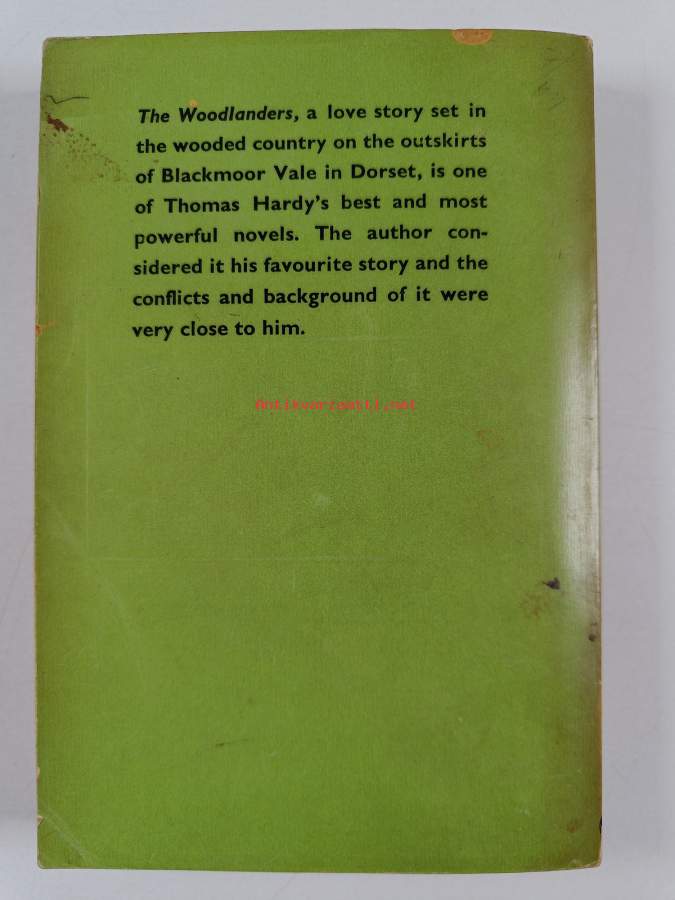 The Woodlanders, a love story set in
the wooded country on the outskirts
of Blackmoor Vale in Dorset, is one
of Thomas Hardy's best and most
powerful novels. The author con-
sidered it his favourite story and the
conflicts and background of it were
very close to him.
Antikvariaatti.net